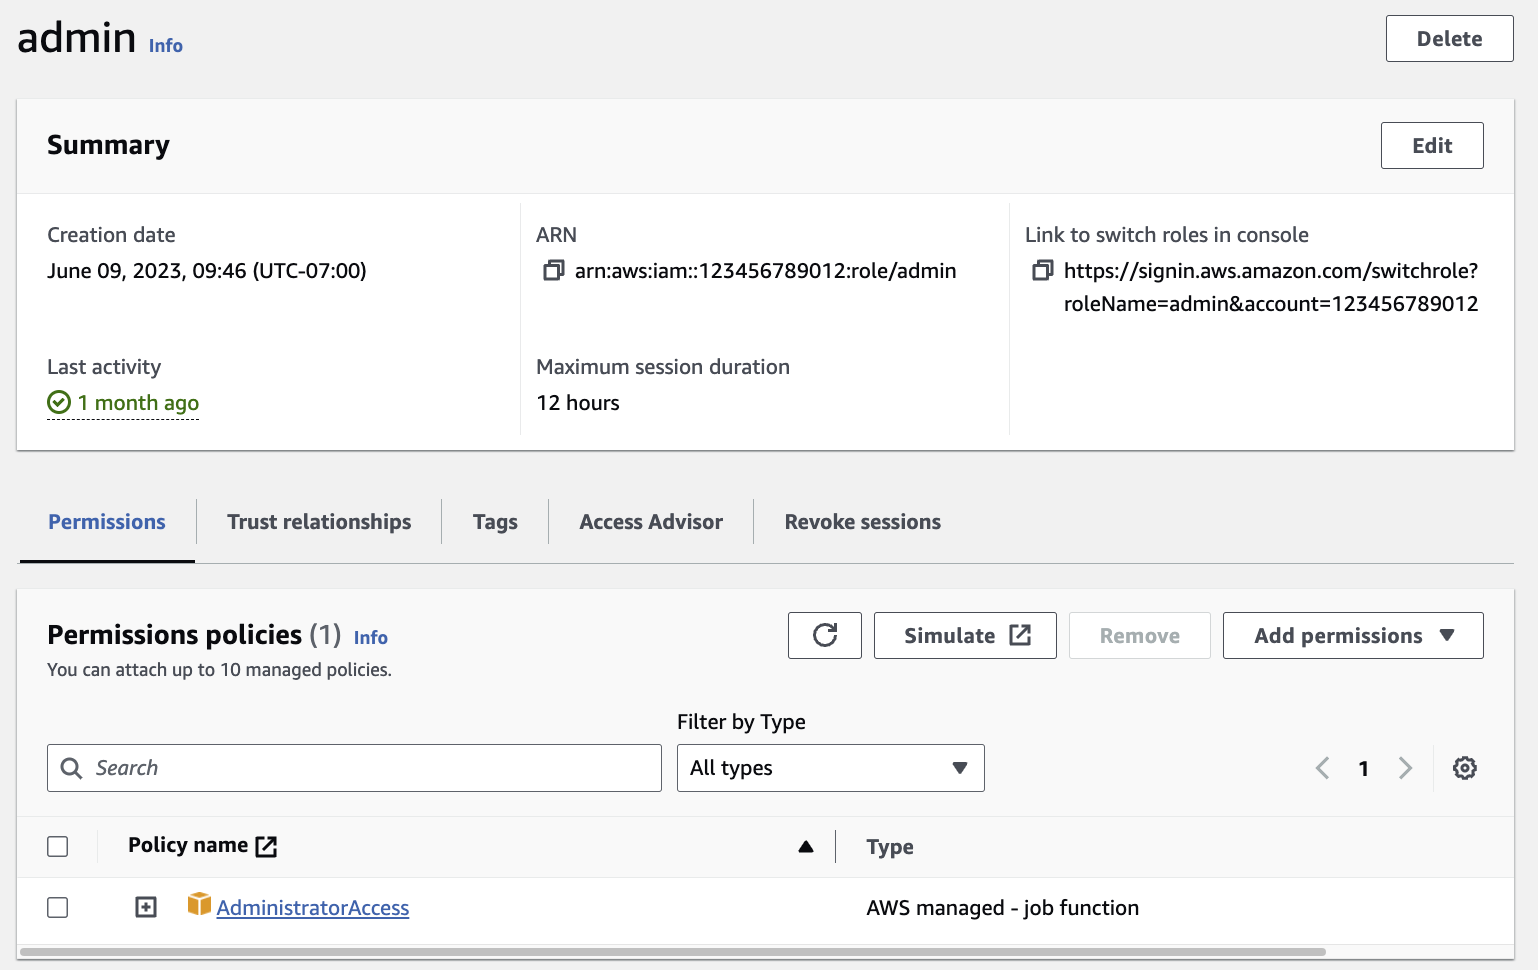 admin Info
Delete
Summary
Edit
Creation date
June 09, 2023, 09:46 (UTC-07:00)
ARN
arn:aws:iam::123456789012:role/admin
Link to switch roles in console
https://signin.aws.amazon.com/switchrole?
roleName=admin&account=123456789012
Last activity
1 month ago
Maximum session duration
12 hours
Permissions
Trust relationships
Tags
Access Advisor
Revoke sessions
Permissions policies (1) Info
You can attach up to 10 managed policies.
Simulate
Remove
Add permissions
Filter by Type
Search
All types
1
Policy name
Type
AdministratorAccess
AWS managed - job function